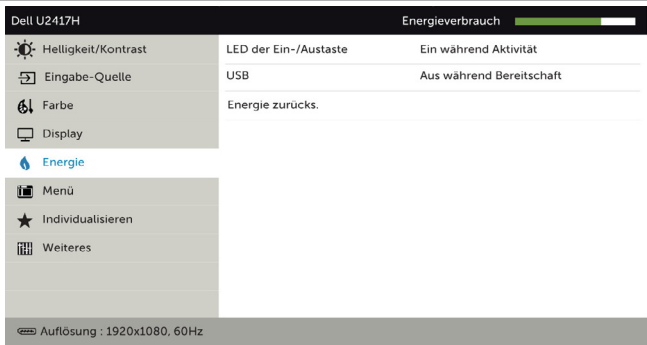 Dell U2417H Energieverbrauch
Helligkeit/Kontrast LED der Ein-/Austaste Ein während Aktivität
Eingabe-Quelle USB Aus während Bereitschaft
Farbe Energie zurücks.
Display
Energie
Menü
Individualisieren
Weiteres
Auflösung : 1920x1080, 60Hz